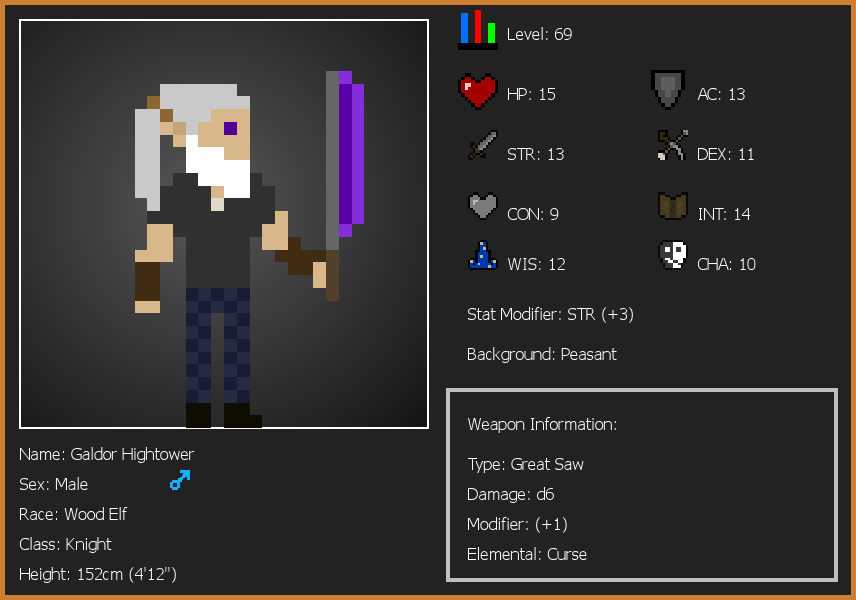 Level: 69
HP: 15
AC: 13
STR: 13
DEX: 11
CON: 9
INT: 14
WIS: 12
CHA: 10
Stat Modifier: STR (+3)
Background: Peasant
Weapon Information:
Type: Great Saw
Damage: d6
Modifier: (+1)
Elemental: Curse
Name: Galdor Hightower
Sex: Male
Race: Wood Elf
Class: Knight
Height: 152cm (4'12")